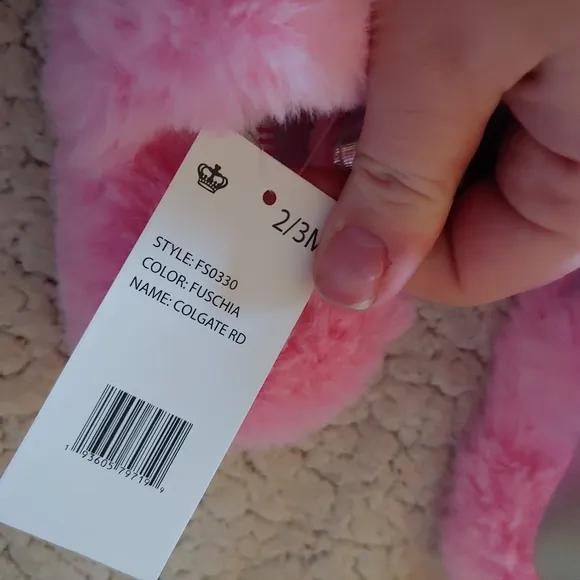 2/3M
STYLE: FS0330
COLOR: FUSCHIA
NAME: COLGATE RD
1 93605 79719 9